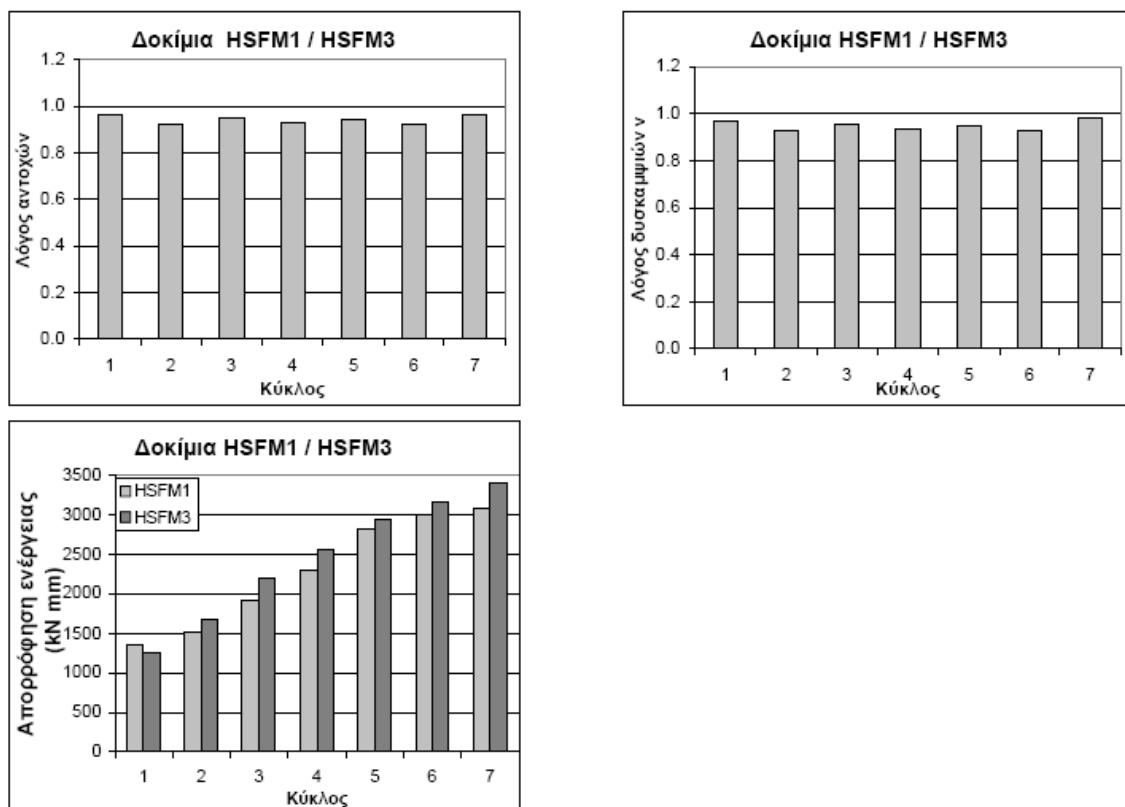 Δοκίμια HSFM1 / HSFM3
1.2
1.0
0.8
0.6
0.4
0.2
0.0
Λόγος αντοχών
1 2 3 4 5 6 7
Κύκλος
Δοκίμια HSFM1 / HSFM3
1.2
1.0
0.8
0.6
0.4
0.2
0.0
Λόγος δυσκαμψιών ν
1 2 3 4 5 6 7
Κύκλος
Δοκίμια HSFM1 / HSFM3
3500
3000
2500
2000
1500
1000
500
0
Απορρόφηση ενέργειας
(kN mm)
HSFM1
HSFM3
1 2 3 4 5 6 7
Κύκλος